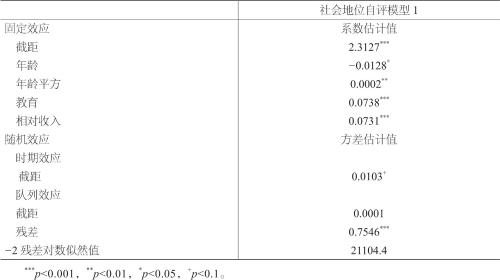 社会地位自评模型 1
固定效应 系数估计值
截距 2.3127***
年龄 −0.0128*
年龄平方 0.0002**
教育 0.0738***
相对收入 0.0731***
随机效应 方差估计值
时期效应
截距 0.0103+
队列效应
截距 0.0001
残差 0.7546***
−2 残差对数似然值 21104.4
***p<0.001，**p<0.01，*p<0.05，+p<0.1。